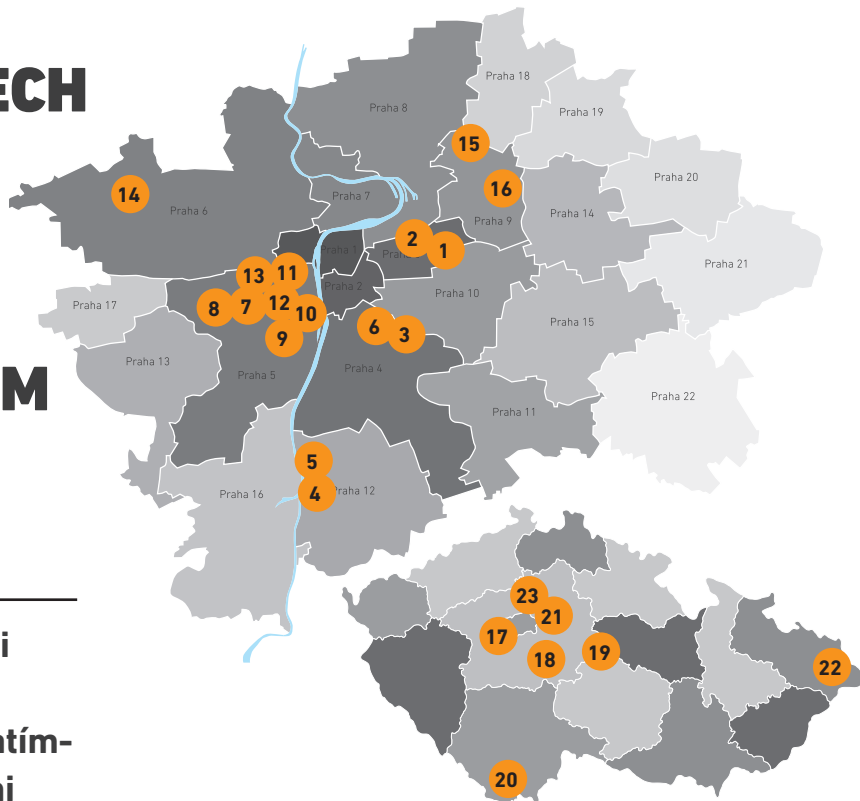 ECH
M
i
ntím-
ni
Praha 18
Praha 8
Praha 19
15
Praha 20
16
14
Praha 7
Praha 6
Praha 9
Praha 14
2
1
Praha 1
Praha 21
11
13
Praha 2
Praha 10
Praha 17
12
8
7
10
6
3
Praha 15
9
Praha 13
Praha 5
Praha 4
Praha 22
Praha 11
5
Praha 16
4
Praha 12
23
21
17
18
19
22
20